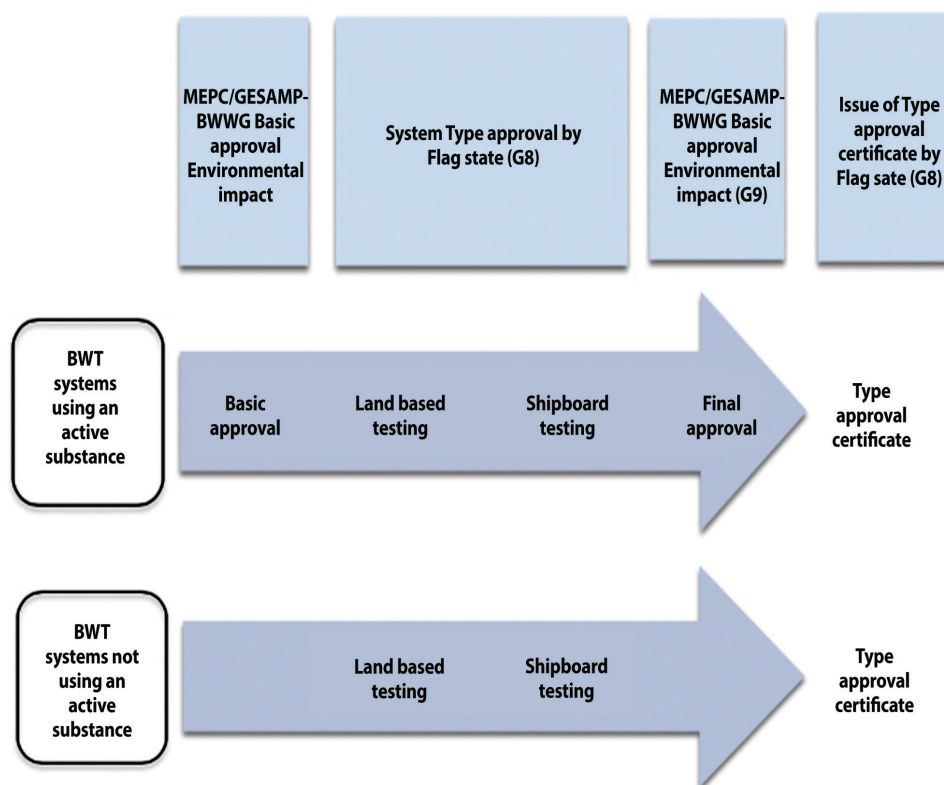 MEPC/GESAMP-
BWWG Basic
approval
Environmental
impact
System Type approval by
Flag state (G8)
MEPC/GESAMP-
BWWG Basic
approval
Environmental
impact (G9)
Issue of Type
approval
certificate by
Flag sate (G8)
BWT
systems
using an
active
substance
Basic
approval
Land based
testing
Shipboard
testing
Final
approval
Type
approval
certificate
BWT
systems not
using an
active
substance
Land based
testing
Shipboard
testing
Type
approval
certificate